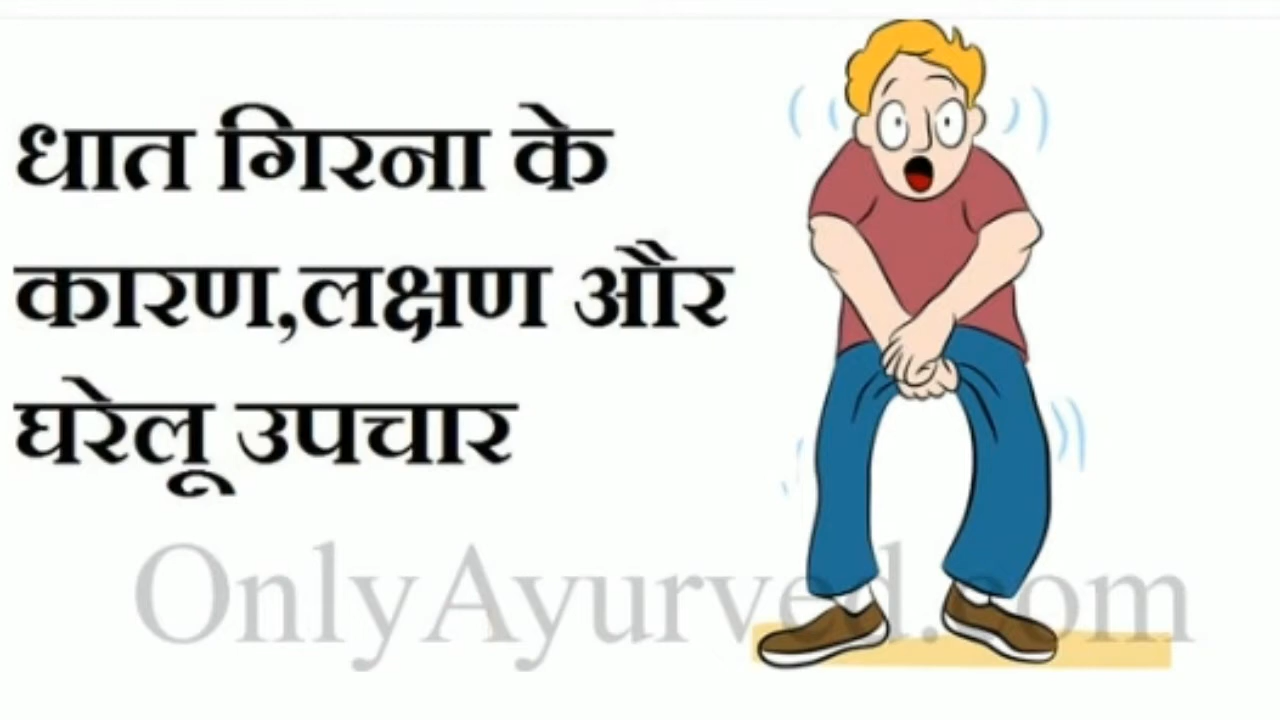 धात गिरना के
कारण,लक्षण और
घरेलू उपचार
OnlyAyurved.com